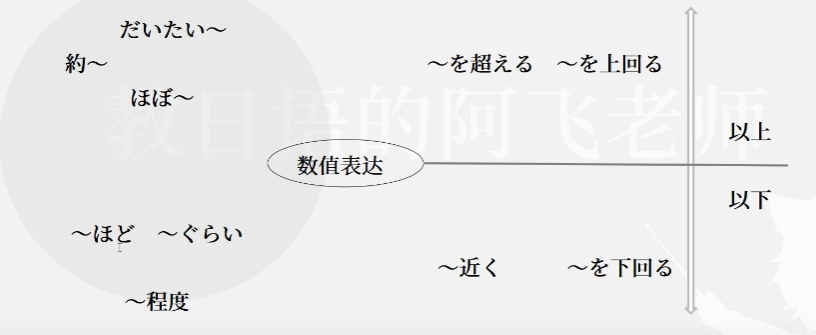 だいたい～
約～
～を超える　～を上回る
ほぼ～
教日语的阿飞老师
以上
数值表达
以下
～ほど　～ぐらい
～近く　～を下回る
～程度